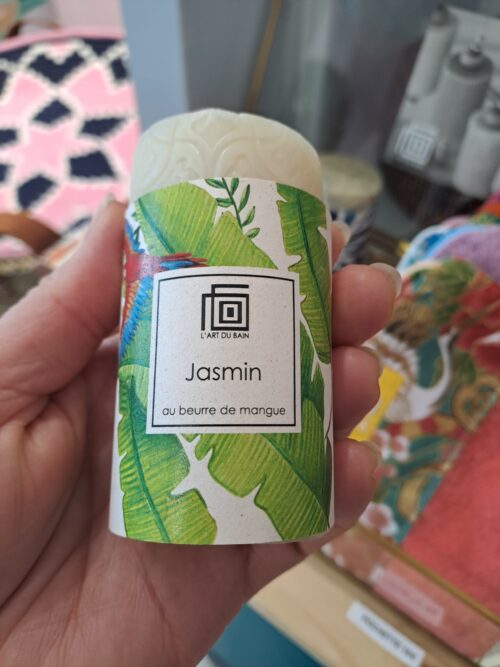 L'ART DU BAIN
Jasmin
au beurre de mangue